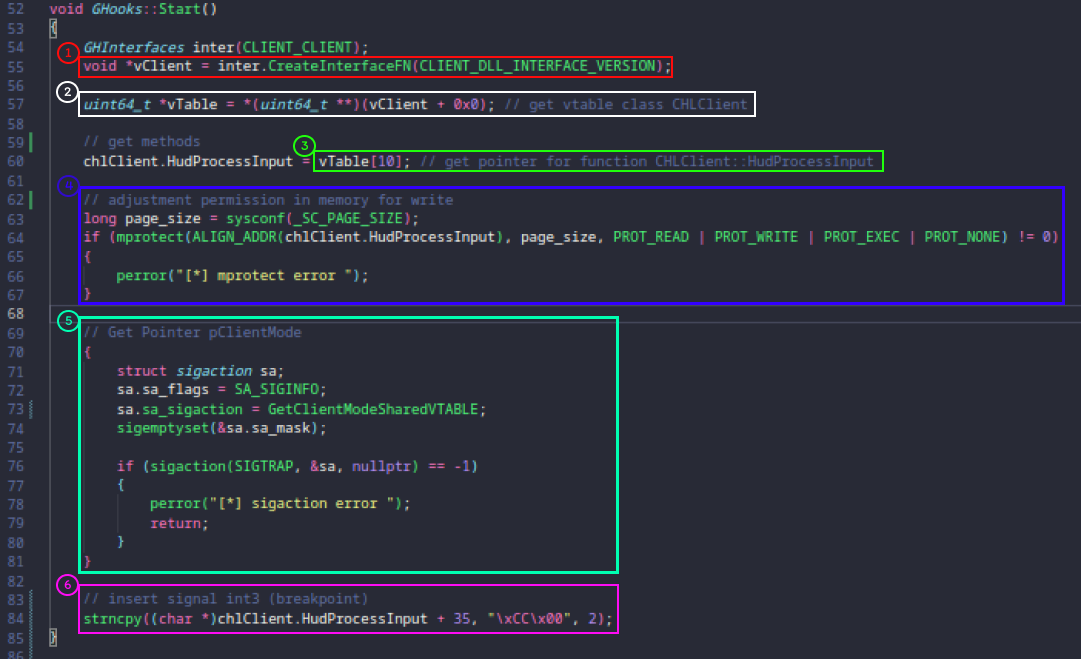 52 void GHooks::Start()
53 {
54 GHInterfaces inter(CLIENT_CLIENT);
1
55 void *vClient = inter.CreateInterfaceFN(CLIENT_DLL_INTERFACE_VERSION);
56
2
57 uint64_t *vTable = *(uint64_t **)(vClient + 0x0); // get vtable class CHLClient
58
59 // get methods
3
60 chlClient.HudProcessInput = vTable[10]; // get pointer for function CHLClient::HudProcessInput
61
4
62 // adjustment permission in memory for write
63 long page_size = sysconf(_SC_PAGE_SIZE);
64 if (mprotect(ALIGN_ADDR(chlClient.HudProcessInput), page_size, PROT_READ | PROT_WRITE | PROT_EXEC | PROT_NONE) != 0)
65 {
66 perror("[*] mprotect error ");
67 }
68
5
69 // Get Pointer pClientMode
70 {
71 struct sigaction sa;
72 sa.sa_flags = SA_SIGINFO;
73 sa.sa_sigaction = GetClientModeSharedVTABLE;
74 sigemptyset(&sa.sa_mask);
75
76 if (sigaction(SIGTRAP, &sa, nullptr) == -1)
77 {
78 perror("[*] sigaction error ");
79 return;
80 }
81 }
82
6
83 // insert signal int3 (breakpoint)
84 strncpy((char *)chlClient.HudProcessInput + 35, "\xCC\x00", 2);
85 }
86